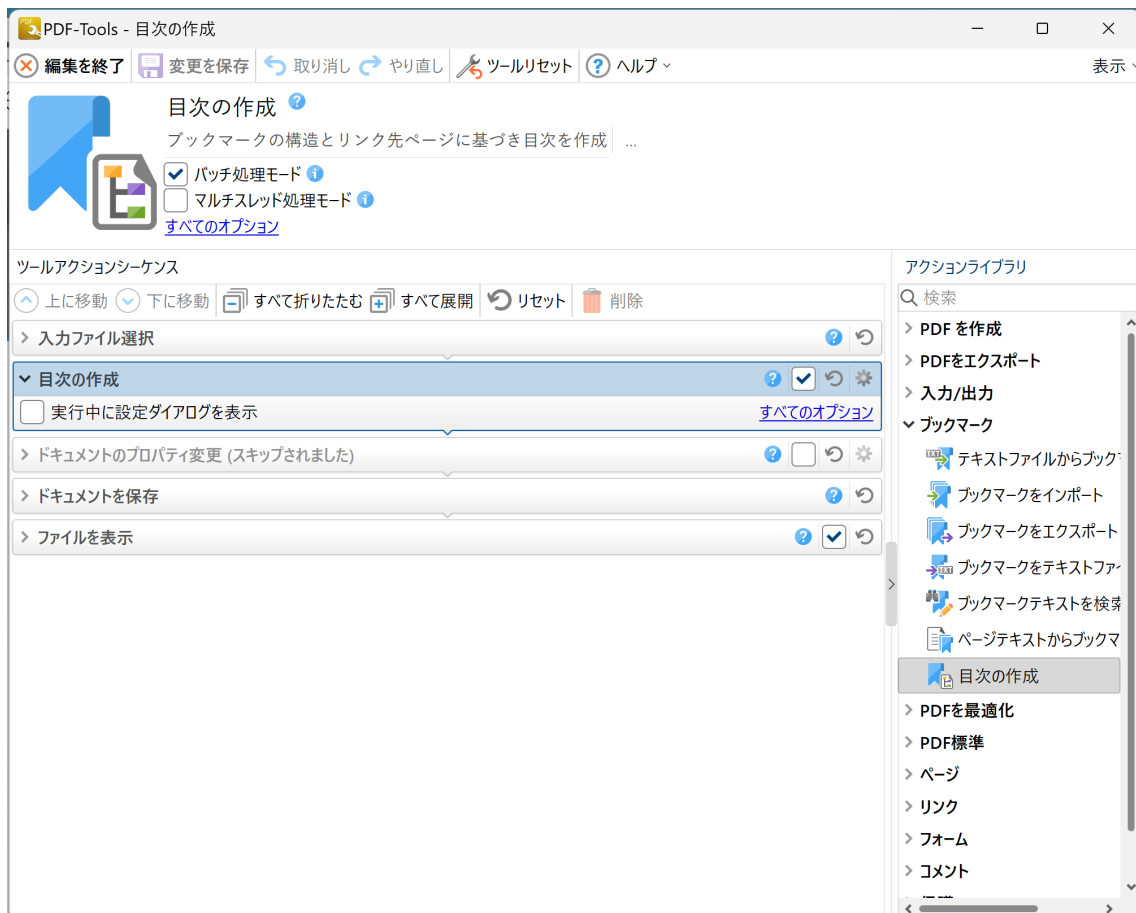 PDF-Tools - 目次の作成
編集を終了 変更を保存 取り消し やり直し ツールリセット ヘルプ 表示
目次の作成
ブックマークの構造とリンク先ページに基づき目次を作成 ...
バッチ処理モード
マルチスレッド処理モード
すべてのオプション
ツールアクションシーケンス
上に移動 下に移動 すべて折りたたむ すべて展開 リセット 削除
入力ファイル選択
目次の作成
実行中に設定ダイアログを表示 すべてのオプション
ドキュメントのプロパティ変更 (スキップされました)
ドキュメントを保存
ファイルを表示
アクションライブラリ
検索
PDF を作成
PDFをエクスポート
入力/出力
ブックマーク
テキストファイルからブック
ブックマークをインポート
ブックマークをエクスポート
ブックマークをテキストファ
ブックマークテキストを検索
ページテキストからブックマ
目次の作成
PDFを最適化
PDF標準
ページ
リンク
フォーム
コメント